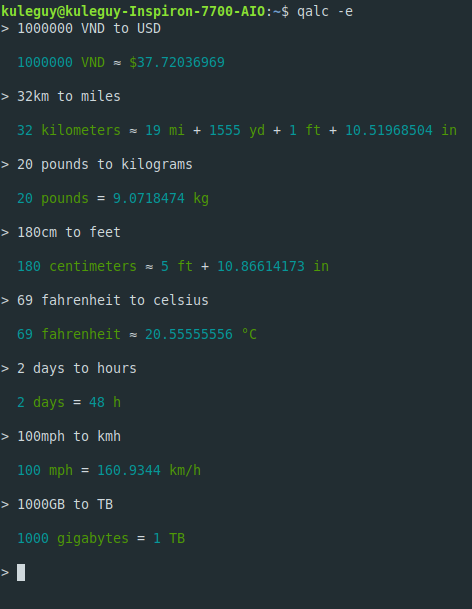 kuleguy@kuleguy-Inspiron-7700-AIO:~$ qalc -e
> 1000000 VND to USD
1000000 VND ≈ $37.72036969
> 32km to miles
32 kilometers ≈ 19 mi + 1555 yd + 1 ft + 10.51968504 in
> 20 pounds to kilograms
20 pounds = 9.0718474 kg
> 180cm to feet
180 centimeters ≈ 5 ft + 10.86614173 in
> 69 fahrenheit to celsius
69 fahrenheit ≈ 20.55555556 °C
> 2 days to hours
2 days = 48 h
> 100mph to kmh
100 mph = 160.9344 km/h
> 1000GB to TB
1000 gigabytes = 1 TB
>